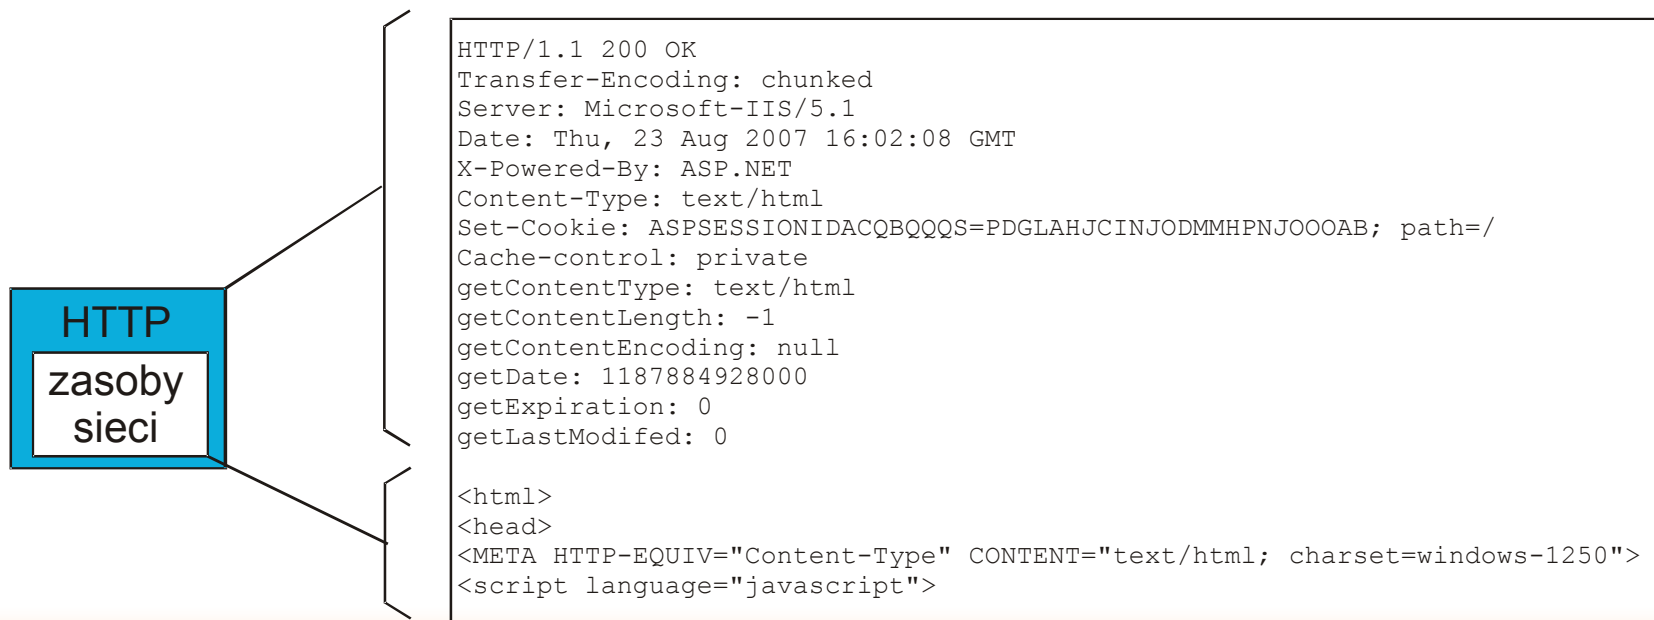 HTTP
zasoby
sieci
HTTP/1.1 200 OK
Transfer-Encoding: chunked
Server: Microsoft-IIS/5.1
Date: Thu, 23 Aug 2007 16:02:08 GMT
X-Powered-By: ASP.NET
Content-Type: text/html
Set-Cookie: ASPSESSIONIDACQBQQQS=PDGLAHJCINJODMMHPNJOOOAB; path=/
Cache-control: private
getContentType: text/html
getContentLength: -1
getContentEncoding: null
getDate: 1187884928000
getExpiration: 0
getLastModifed: 0
<html>
<head>
<META HTTP-EQUIV="Content-Type" CONTENT="text/html; charset=windows-1250">
<script language="javascript">